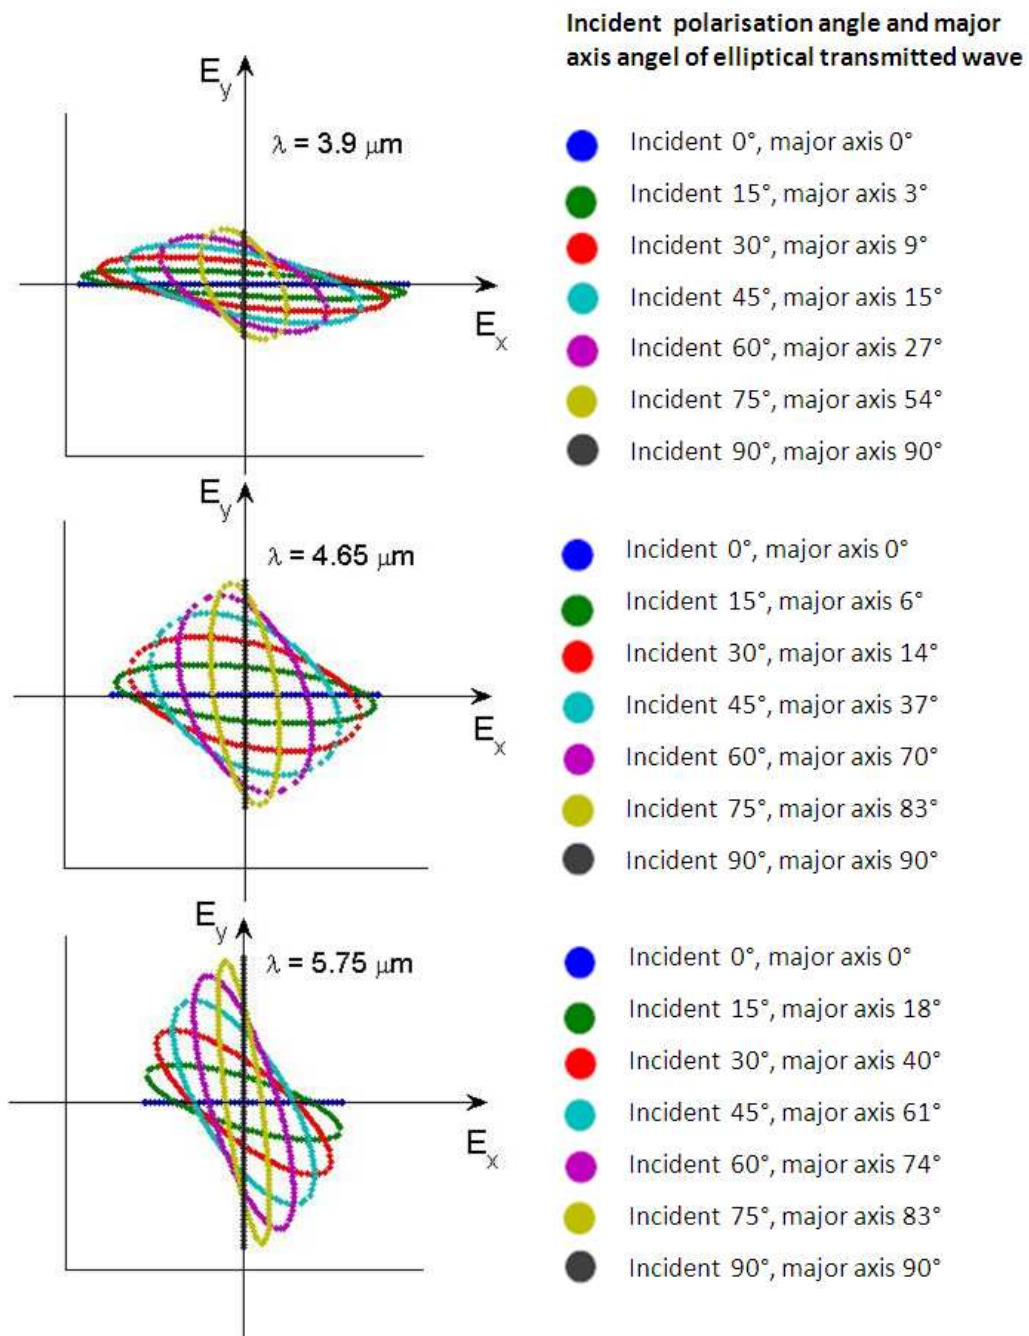 Incident polarisation angle and major
axis angel of elliptical transmitted wave
Ey
λ = 3.9 μm
Ex
Incident 0°, major axis 0°
Incident 15°, major axis 3°
Incident 30°, major axis 9°
Incident 45°, major axis 15°
Incident 60°, major axis 27°
Incident 75°, major axis 54°
Incident 90°, major axis 90°
Ey
λ = 4.65 μm
Ex
Incident 0°, major axis 0°
Incident 15°, major axis 6°
Incident 30°, major axis 14°
Incident 45°, major axis 37°
Incident 60°, major axis 70°
Incident 75°, major axis 83°
Incident 90°, major axis 90°
Ey
λ = 5.75 μm
Ex
Incident 0°, major axis 0°
Incident 15°, major axis 18°
Incident 30°, major axis 40°
Incident 45°, major axis 61°
Incident 60°, major axis 74°
Incident 75°, major axis 83°
Incident 90°, major axis 90°